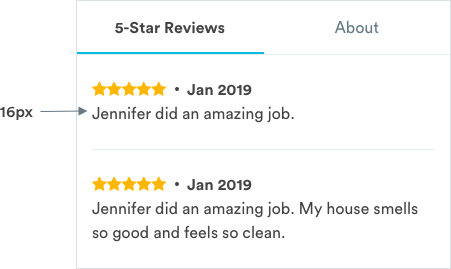 5-Star Reviews About
• Jan 2019
16px
Jennifer did an amazing job.
• Jan 2019
Jennifer did an amazing job. My house smells
so good and feels so clean.